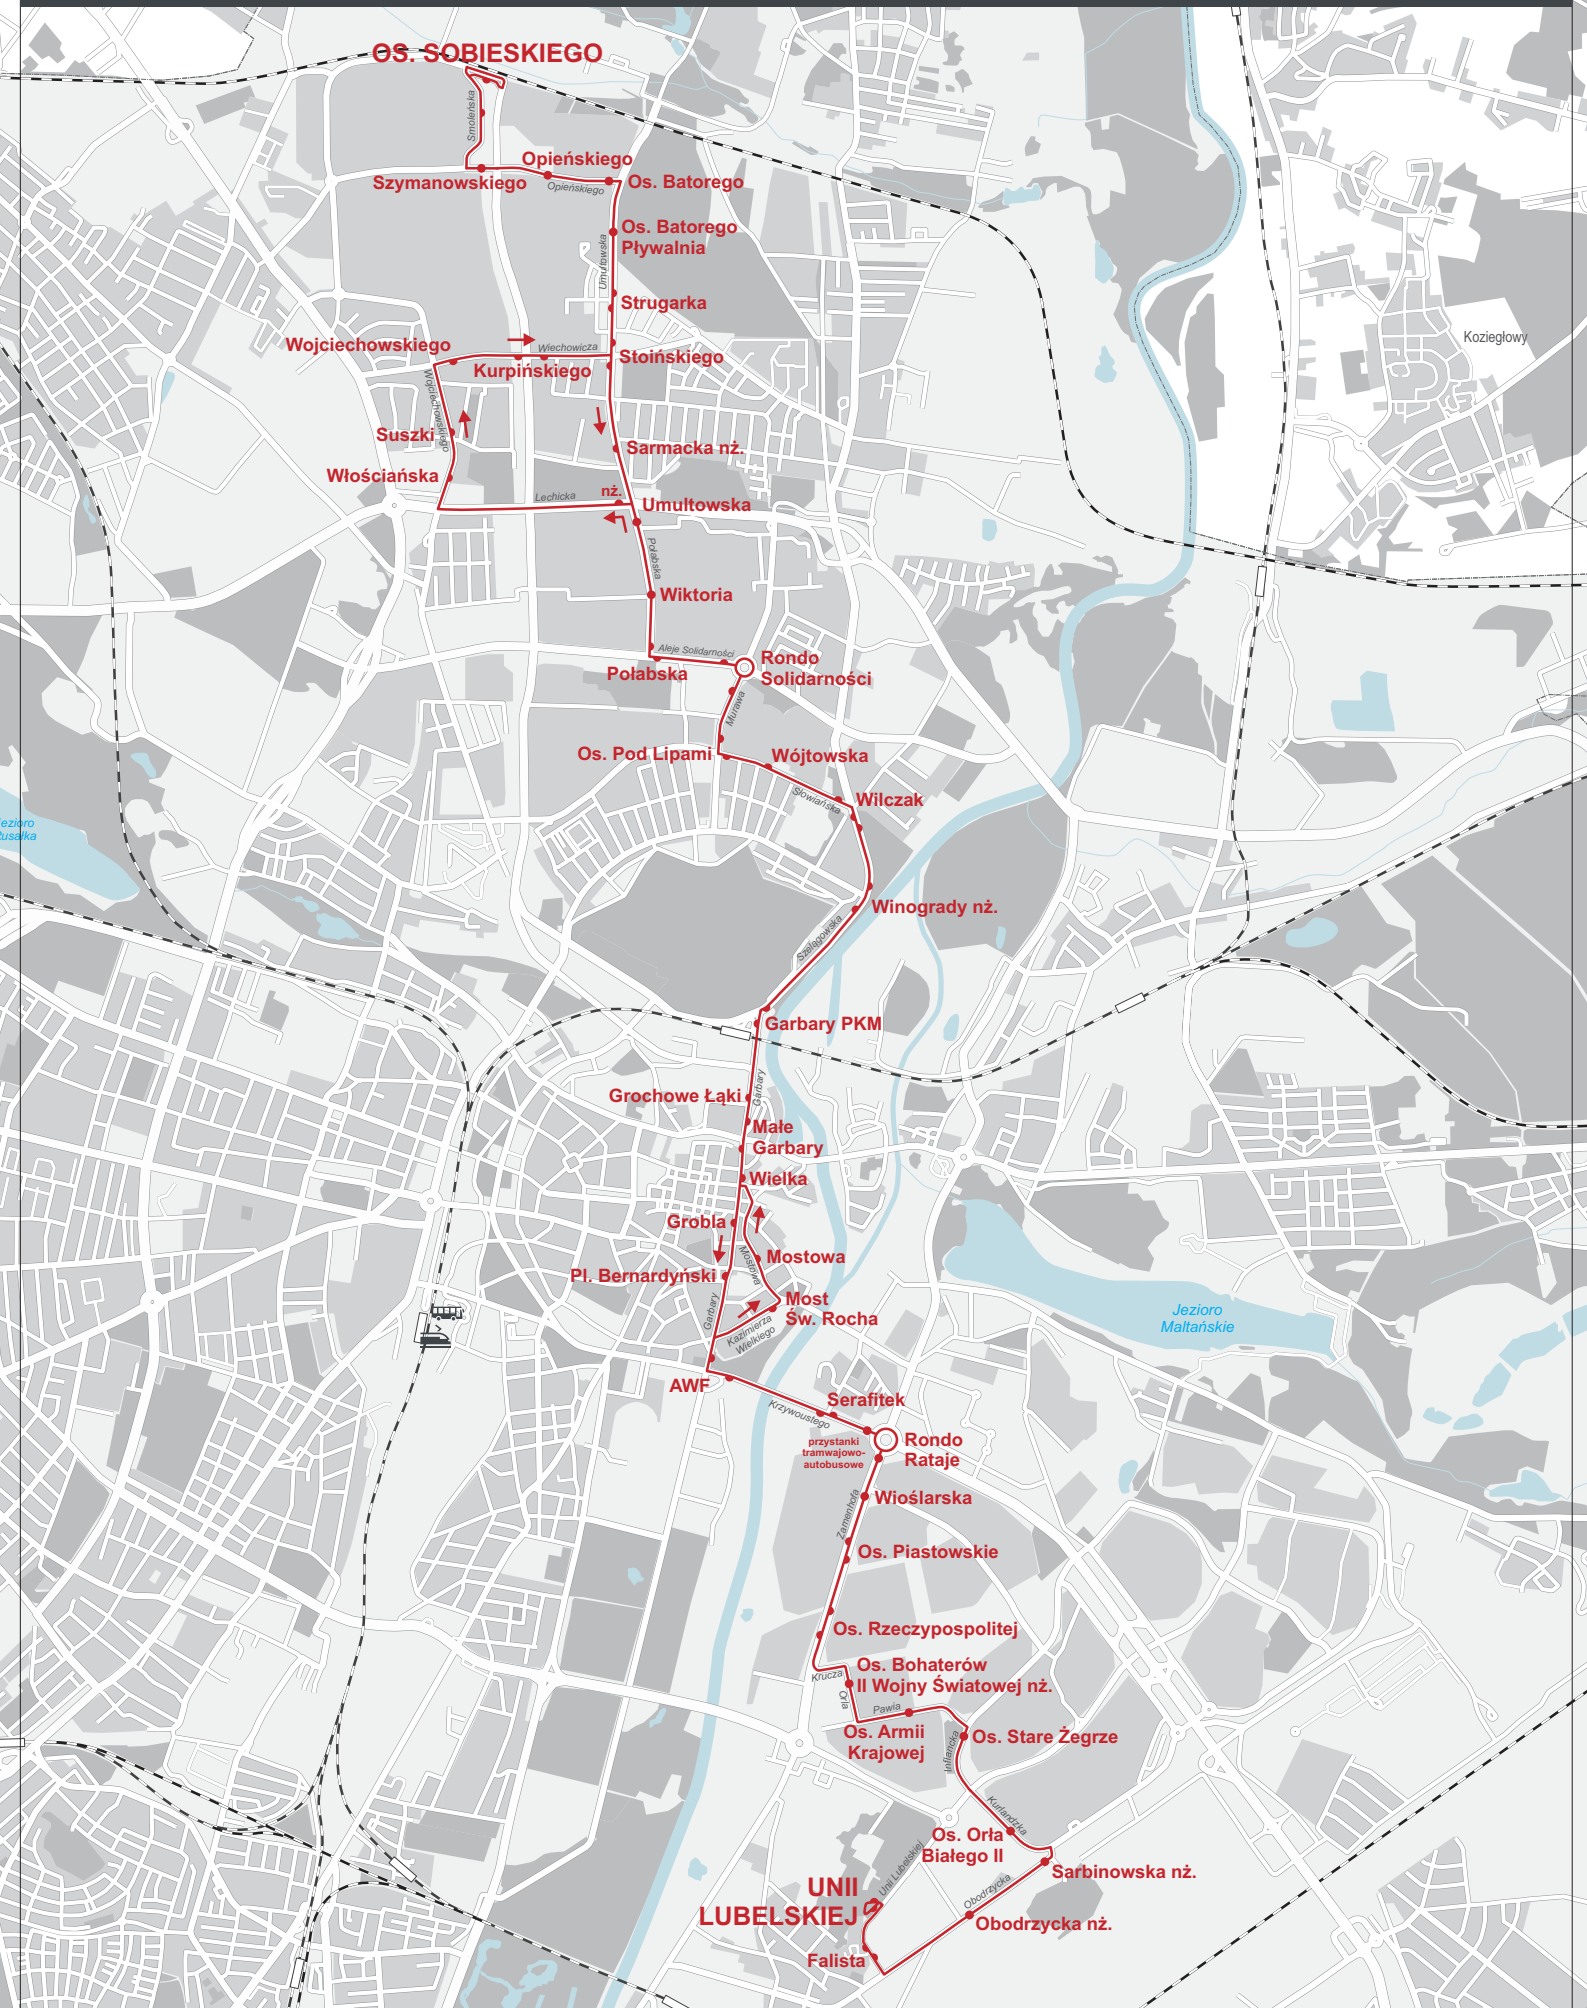 OS. SOBIESKIEGO
Smoleńska
Opieńskiego
Szymanowskiego
Opieńskiego
Os. Batorego
Os. Batorego
Pływalnia
Umultowska
Strugarka
Koziegłowy
Wojciechowskiego
Wiechowicza
Stoińskiego
Kurpińskiego
Wojciechowskiego
Suszki
Sarmacka nż.
Włościańska
nż.
Lechicka
Umultowska
Połabska
Wiktoria
Aleje Solidarności
Rondo
Solidarności
Połabska
Murawa
Os. Pod Lipami
Wójtowska
Słowiańska
Wilczak
Jezioro
Rusałka
Winogrady nż.
Szelągowska
Garbary PKM
Garbary
Grochowe Łąki
Małe
Garbary
Wielka
Grobla
Mostowa
Mostowa
Pl. Bernardyński
Garbary
Most
Św. Rocha
Kazimierza
Wielkiego
Jezioro
Maltańskie
AWF
Krzywoustego
Serafitek
przystanki
tramwajowo-
autobusowe
Rondo
Rataje
Zamenhofa
Wioślarska
Os. Piastowskie
Os. Rzeczypospolitej
Krucza
Os. Bohaterów
II Wojny Światowej nż.
Orla
Pawia
Os. Armii
Krajowej
Os. Stare Żegrze
Inflancka
Kurlandzka
Os. Orła
Białego II
Sarbinowska nż.
Unii Lubelskiej
UNII
LUBELSKIEJ
Obodrzycka
Obodrzycka nż.
Falista